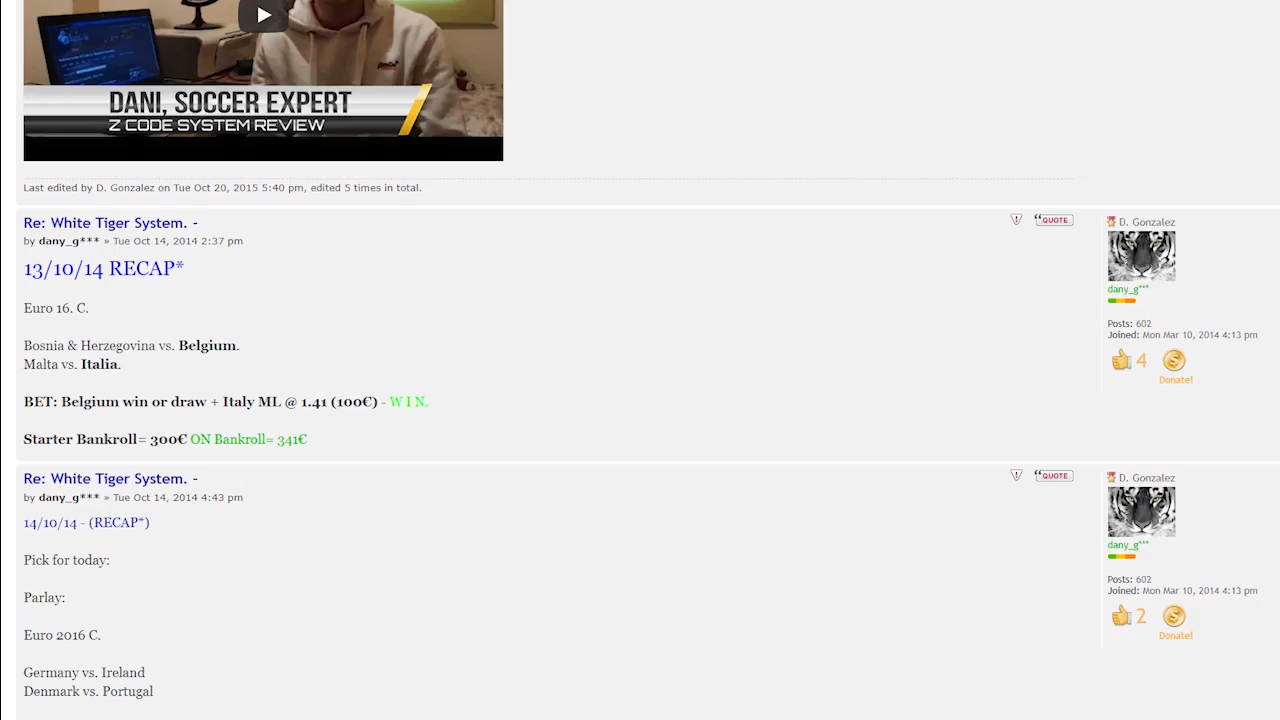 DANI, SOCCER EXPERT
Z CODE SYSTEM REVIEW
Last edited by D. Gonzalez on Tue Oct 20, 2015 5:40 pm, edited 5 times in total.
Re: White Tiger System. -
QUOTE
D. Gonzalez
by dany_g*** » Tue Oct 14, 2014 2:37 pm
13/10/14 RECAP*
dany_g***
Euro 16. C.
Posts: 602
Joined: Mon Mar 10, 2014 4:13 pm
Bosnia & Herzegovina vs. Belgium.
Malta vs. Italia.
4
Donate!
BET: Belgium win or draw + Italy ML @ 1.41 (100€) - W I N.
Starter Bankroll= 300€ ON Bankroll= 341€
Re: White Tiger System. -
QUOTE
D. Gonzalez
by dany_g*** » Tue Oct 14, 2014 4:43 pm
14/10/14 - (RECAP*)
dany_g***
Pick for today:
Posts: 602
Joined: Mon Mar 10, 2014 4:13 pm
Parlay:
2
Donate!
Euro 2016 C.
Germany vs. Ireland
Denmark vs. Portugal